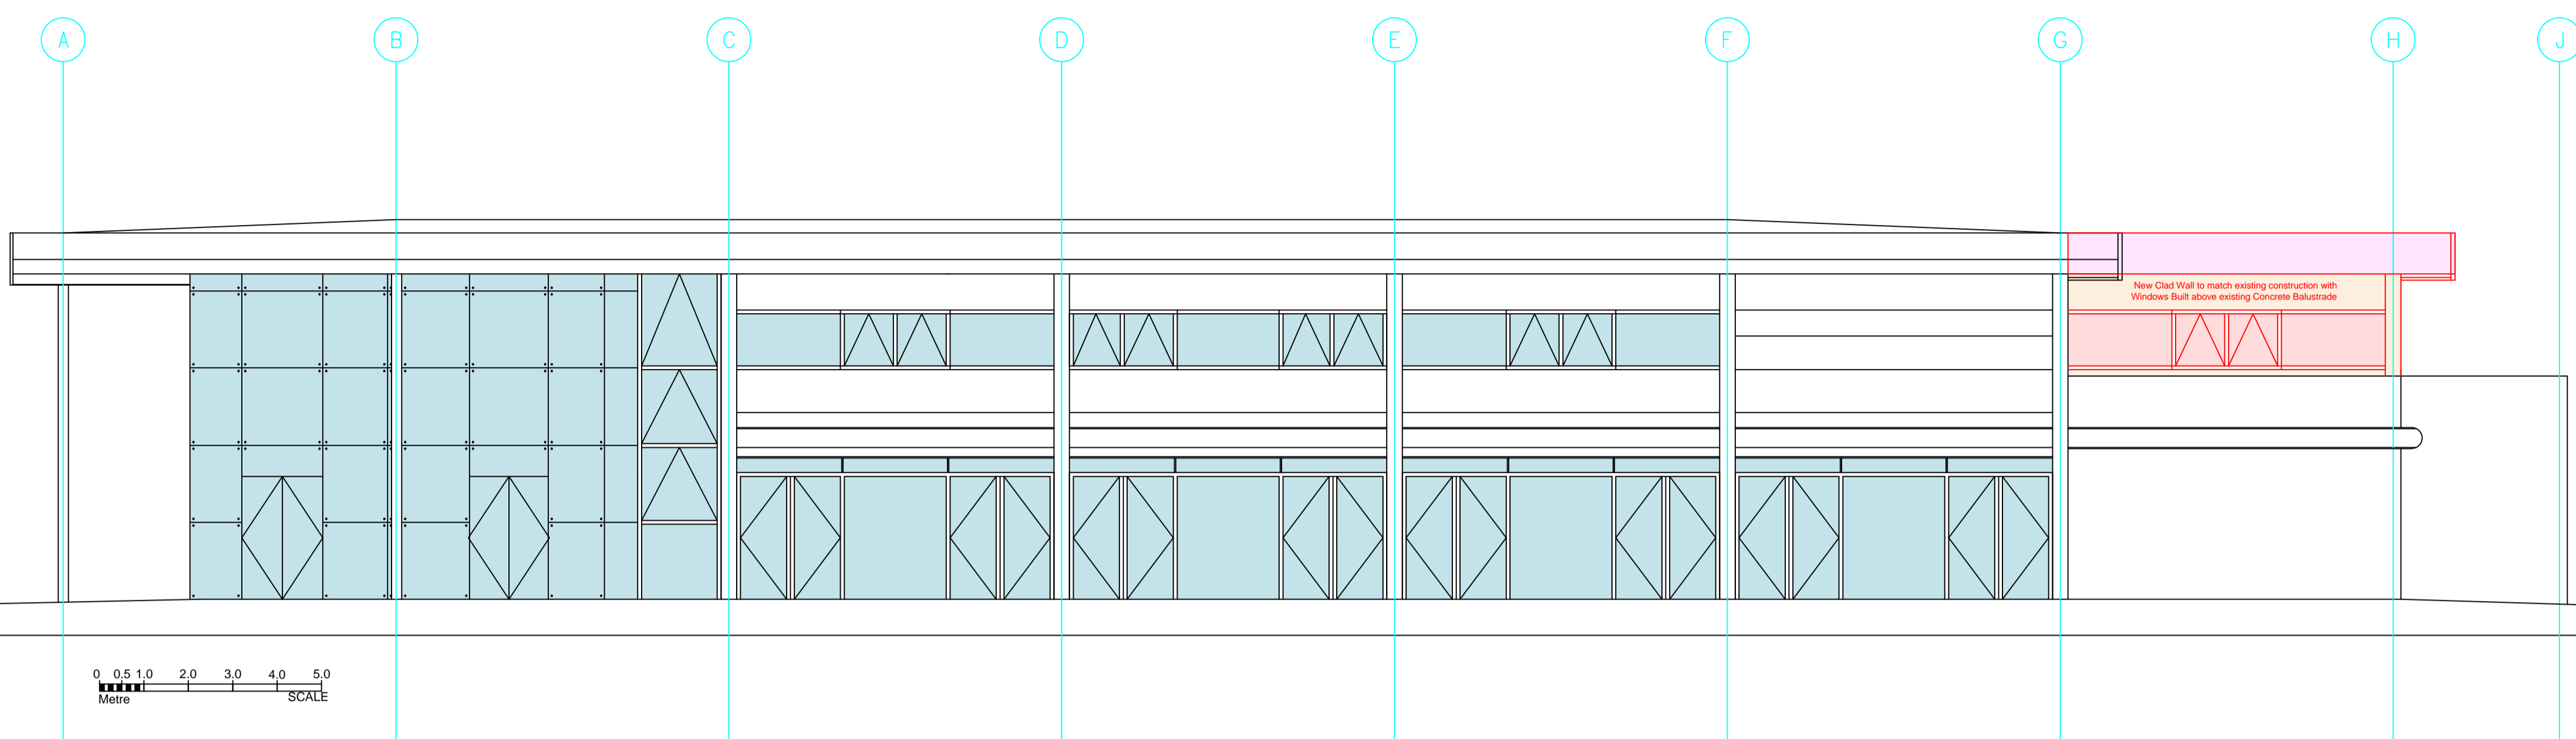 A B C D E F G H J
New Clad Wall to match existing construction with
Windows Built above existing Concrete Balustrade
0 0.5 1.0 2.0 3.0 4.0 5.0
Metre SCALE